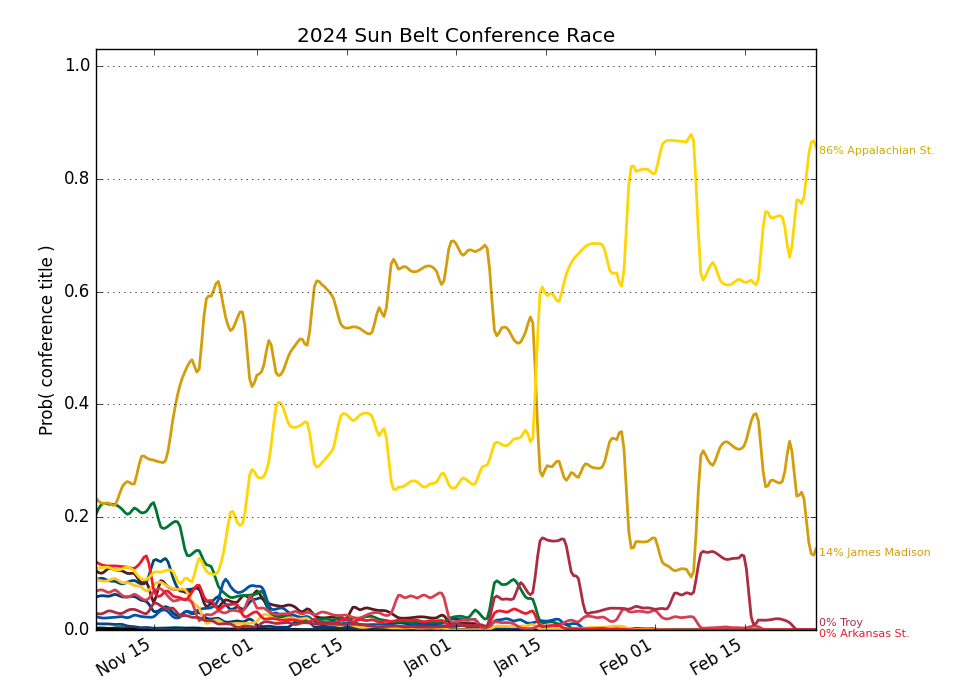 2024 Sun Belt Conference Race
Prob( conference title )
1.0
0.8
0.6
0.4
0.2
0.0
86% Appalachian St.
14% James Madison
0% Troy
0% Arkansas St.
Nov 15
Dec 01
Dec 15
Jan 01
Jan 15
Feb 01
Feb 15